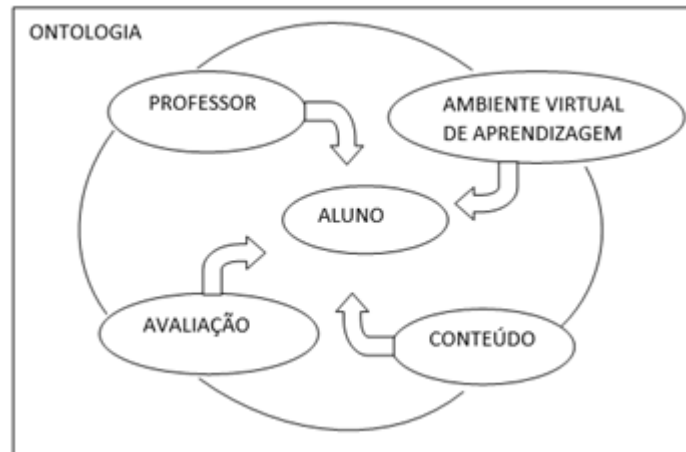 ONTOLOGIA
PROFESSOR
AMBIENTE VIRTUAL
DE APRENDIZAGEM
ALUNO
AVALIAÇÃO
CONTEÚDO